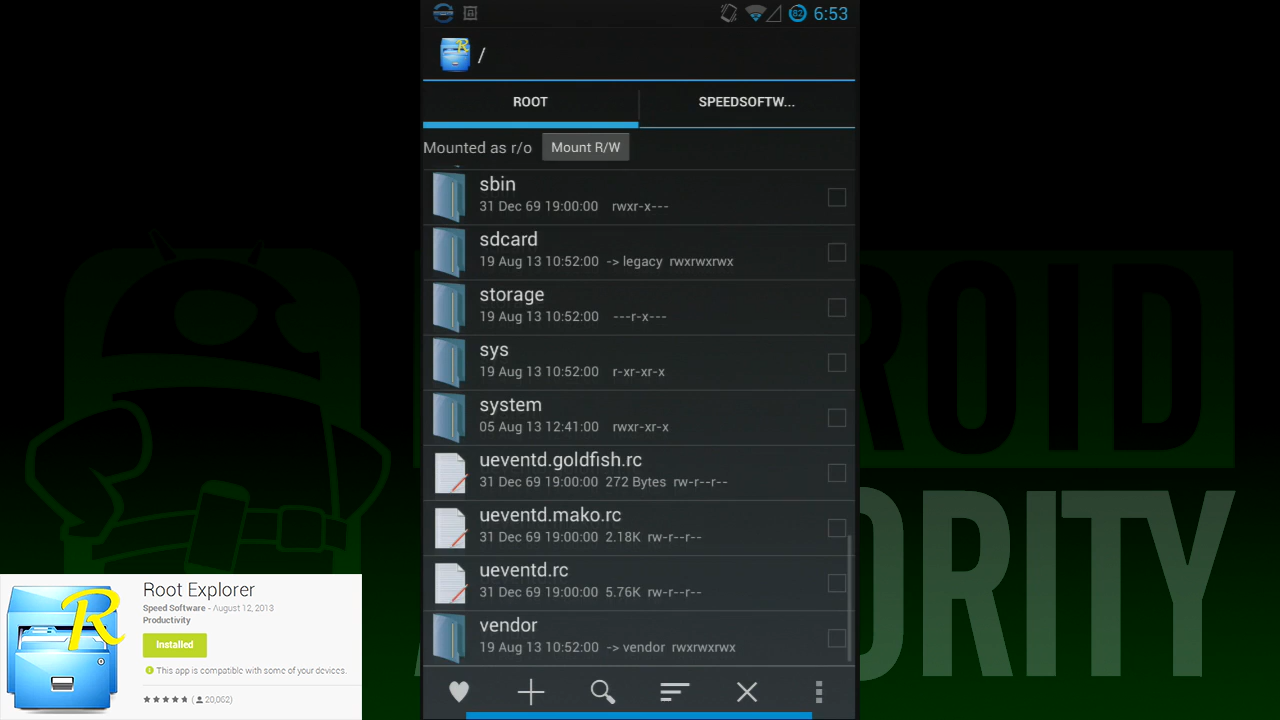 82 6:53
/
ROOT SPEEDSOFTW...
Mounted as r/o Mount R/W
sbin
31 Dec 69 19:00:00 rwxr-x---
sdcard
19 Aug 13 10:52:00 -> legacy rwxrwxrwx
storage
19 Aug 13 10:52:00 ---r-x---
sys
19 Aug 13 10:52:00 r-xr-xr-x
system
05 Aug 13 12:41:00 rwxr-xr-x
ueventd.goldfish.rc
31 Dec 69 19:00:00 272 Bytes rw-r--r--
ueventd.mako.rc
31 Dec 69 19:00:00 2.18K rw-r--r--
ueventd.rc
31 Dec 69 19:00:00 5.76K rw-r--r--
vendor
19 Aug 13 10:52:00 -> vendor rwxrwxrwx
R
Root Explorer
Speed Software - August 12, 2013
Productivity
Installed
This app is compatible with some of your devices.
(20,062)